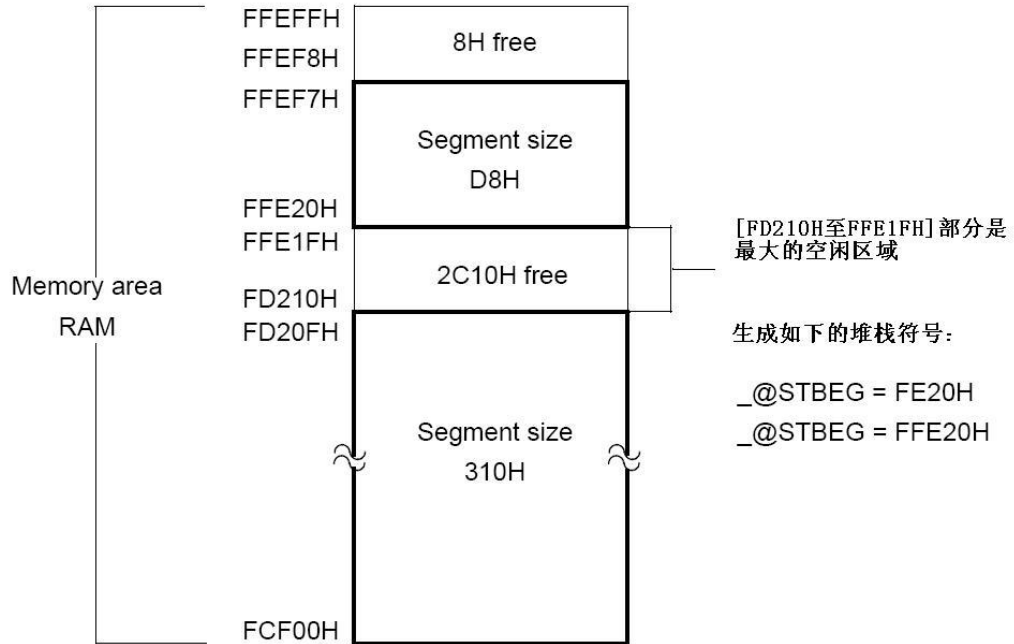 FFEFFH
8H free
FFEF8H
FFEF7H
Segment size
D8H
FFE20H
FFE1FH
[FD210H至FFE1FH]部分是
最大的空闲区域
2C10H free
Memory area
RAM
FD210H
FD20FH
生成如下的堆栈符号:
_@STBEG = FE20H
_@STBEG = FFE20H
Segment size
310H
FCF00H